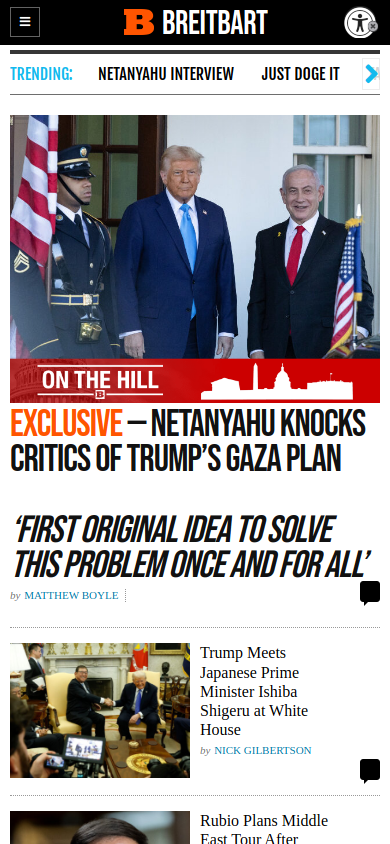 BREITBART
TRENDING:
NETANYAHU INTERVIEW
JUST DOGE IT
ON THE HILL
EXCLUSIVE — NETANYAHU KNOCKS
CRITICS OF TRUMP'S GAZA PLAN
‘FIRST ORIGINAL IDEA TO SOLVE
THIS PROBLEM ONCE AND FOR ALL’
by MATTHEW BOYLE
Trump Meets
Japanese Prime
Minister Ishiba
Shigeru at White
House
by NICK GILBERTSON
Rubio Plans Middle
East Tour After